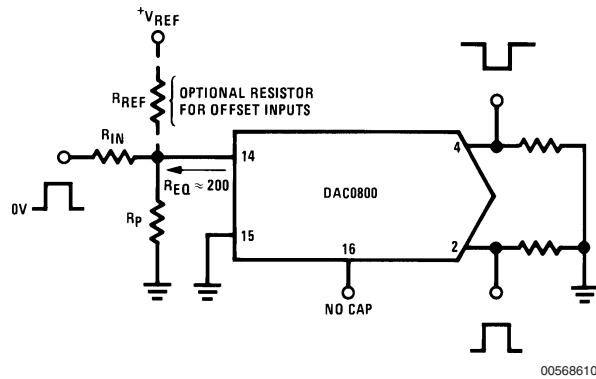 +VREF
RREF
OPTIONAL RESISTOR
FOR OFFSET INPUTS
RIN
14
4
REQ ≈ 200
DAC0800
0V
RP
15
16
2
NO CAP
00568610